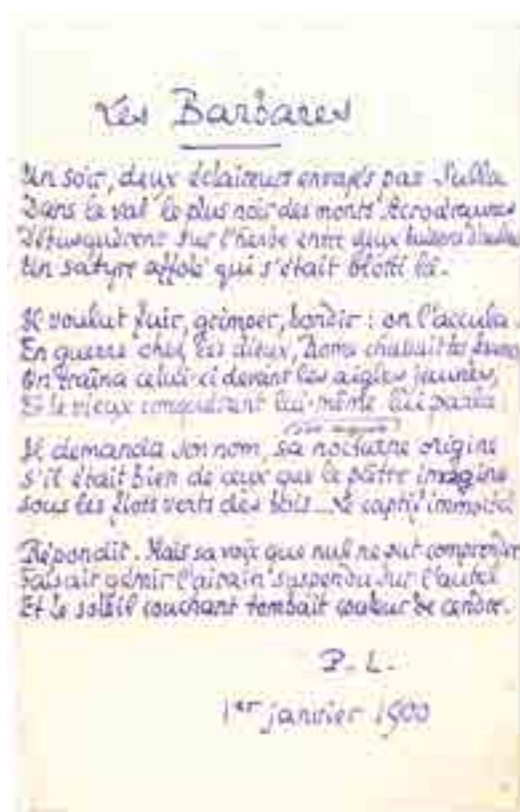 Les Barbares
Un soir, deux éclaireurs envoyés par Sulla
Dans le val le plus noir des monts
Débusquèrent sur l'herbe entre deux buissons
Un satyre affolé qui s'était blotti là.
Il voulut fuir, grimper, bondir : on l'accula.
En guerre chez les dieux, Rome chassait les faunes
On traîna celui-ci devant les aigles jaunes,
Et le vieux conquérant lui-même lui parla
Il demanda son nom, sa nocturne origine
S'il était bien de ceux que le pâtre imagine
Sous les flots verts des bois... Le captif immobile
Répondit. Mais sa voix que nul ne sut comprendre
Faisait gémir l'airain suspendu sur l'autel
Et le soleil couchant tombait couleur de cendre.
P. L.
1er janvier 1900